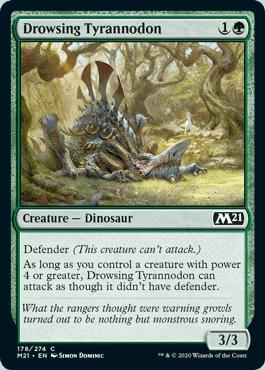 Drowsing Tyrannodon 1
Creature — Dinosaur M21
Defender (This creature can't attack.)
As long as you control a creature with power
4 or greater, Drowsing Tyrannodon can
attack as though it didn't have defender.
What the rangers thought were warning growls
turned out to be nothing but monstrous snoring.
3/3
178/274 C
M21 • EN SIMON DOMINIC ™ & © 2020 Wizards of the Coast